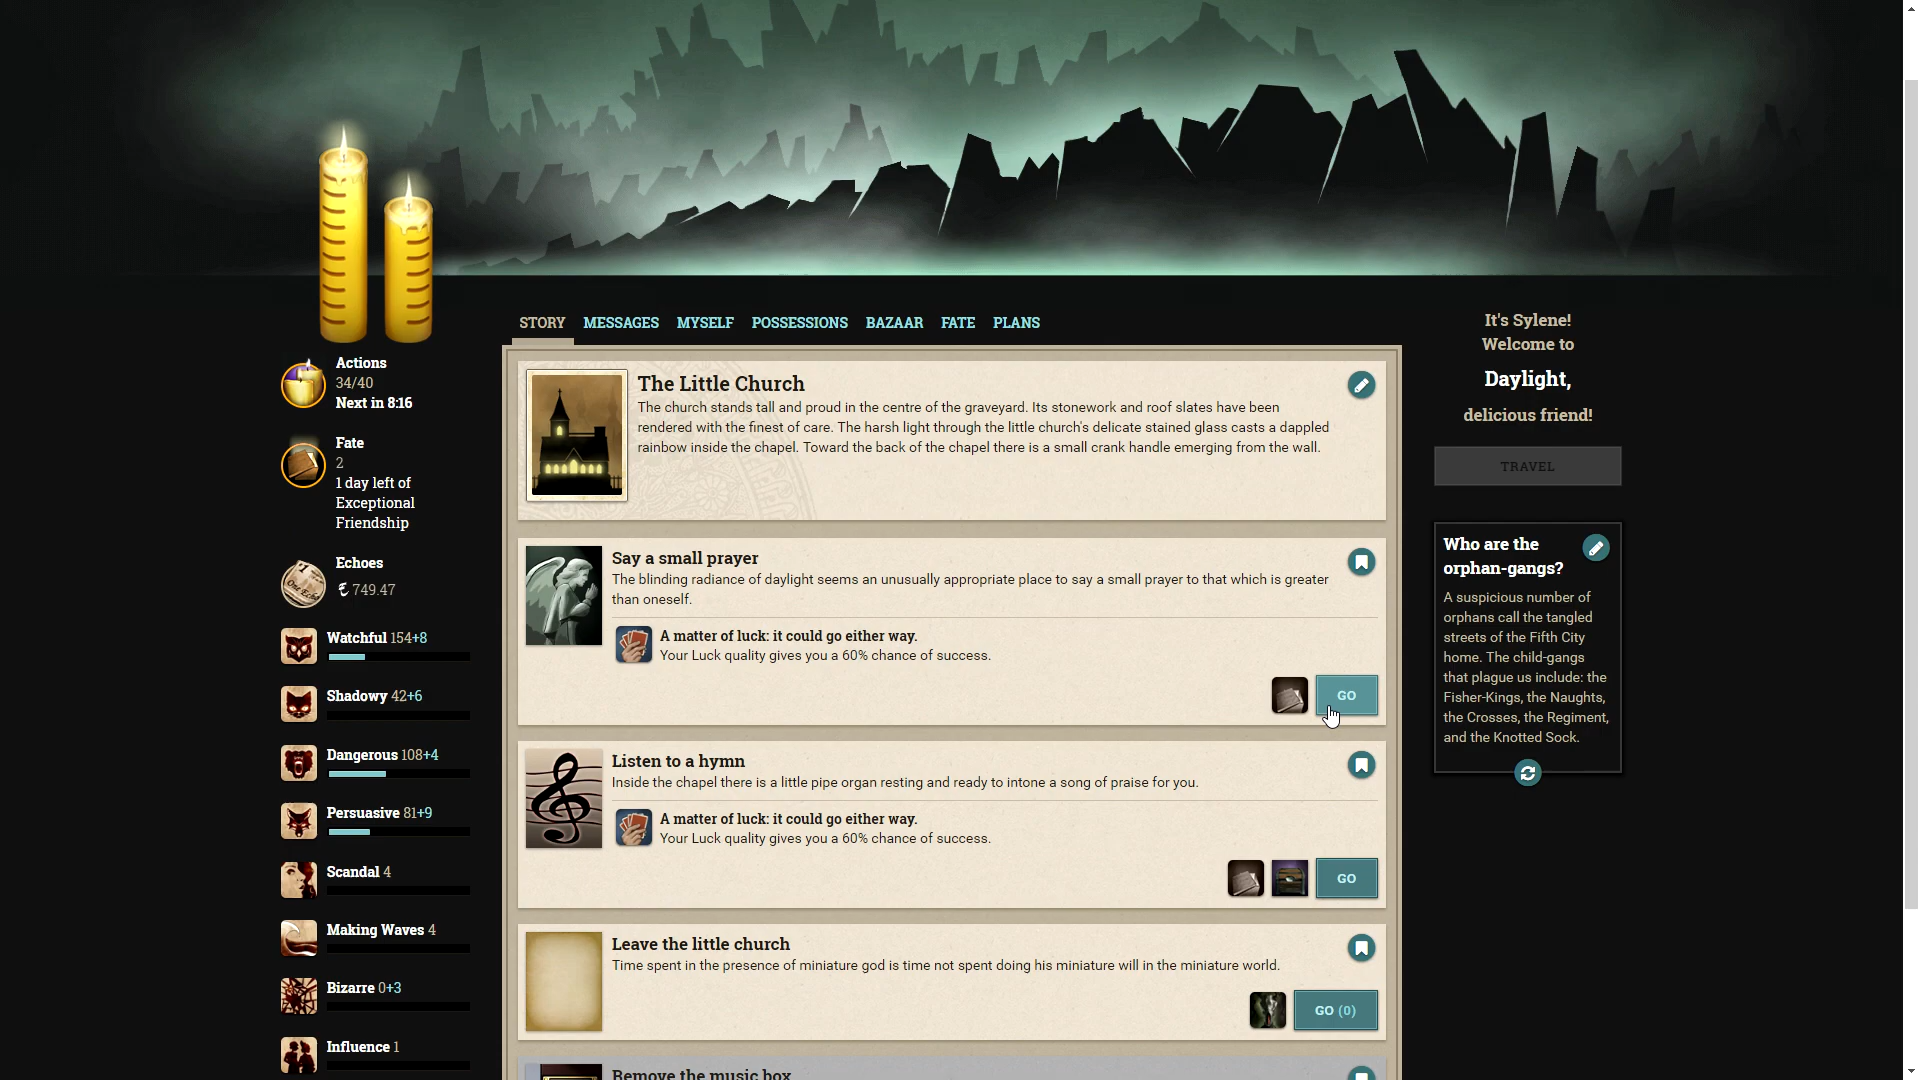 STORY MESSAGES MYSELF POSSESSIONS BAZAAR FATE PLANS
Actions
34/40
Next in 8:16
Fate
2
1 day left of
Exceptional
Friendship
Echoes
749.47
Watchful 154+8
Shadowy 42+6
Dangerous 108+4
Persuasive 81+9
Scandal 4
Making Waves 4
Bizarre 0+3
Influence 1
The Little Church
The church stands tall and proud in the centre of the graveyard. Its stonework and roof slates have been
rendered with the finest of care. The harsh light through the little church's delicate stained glass casts a dappled
rainbow inside the chapel. Toward the back of the chapel there is a small crank handle emerging from the wall.
Say a small prayer
The blinding radiance of daylight seems an unusually appropriate place to say a small prayer to that which is greater
than oneself.
A matter of luck: it could go either way.
Your Luck quality gives you a 60% chance of success.
GO
Listen to a hymn
Inside the chapel there is a little pipe organ resting and ready to intone a song of praise for you.
A matter of luck: it could go either way.
Your Luck quality gives you a 60% chance of success.
GO
Leave the little church
Time spent in the presence of miniature god is time not spent doing his miniature will in the miniature world.
GO (0)
Remove the music box
It's Sylene!
Welcome to
Daylight,
delicious friend!
TRAVEL
Who are the
orphan-gangs?
A suspicious number of
orphans call the tangled
streets of the Fifth City
home. The child-gangs
that plague us include: the
Fisher-Kings, the Naughts,
the Crosses, the Regiment,
and the Knotted Sock.